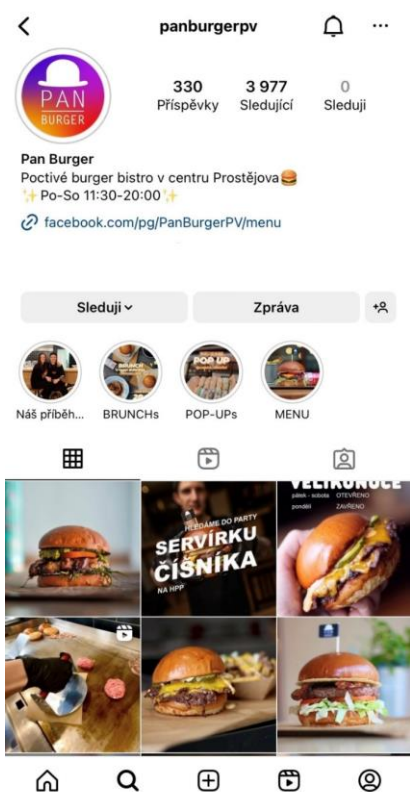 panburgerpv
PAN
BURGER
330
Příspěvky
3 977
Sledující
0
Sleduji
Pan Burger
Poctivé burger bistro v centru Prostějova🍔
✨Po-So 11:30-20:00✨
facebook.com/pg/PanBurgerPV/menu
Sleduji
Zpráva
BRUNCH
POP UP
Náš příběh...
BRUNCHs
POP-UPs
MENU
HLEDÁME DO PARTY
SERVÍRKU
ČÍŠNÍKA
NA HPP
VELIKONOCE
pátek - sobota OTEVŘENO
pondělí ZAVŘENO